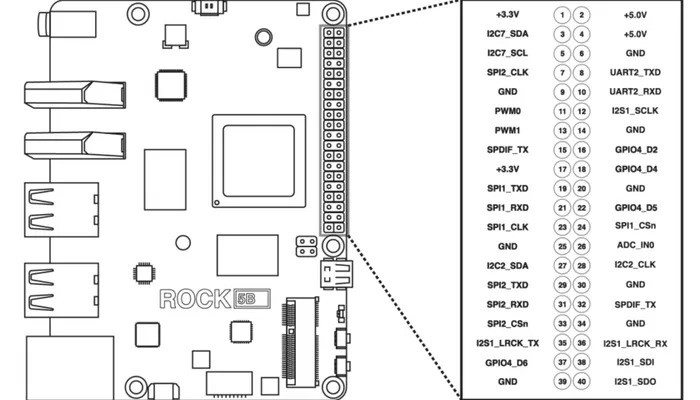 +3.3V 1 2 +5.0V
I2C7_SDA 3 4 +5.0V
I2C7_SCL 5 6 GND
SPI2_CLK 7 8 UART2_TXD
GND 9 10 UART2_RXD
PWM0 11 12 I2S1_SCLK
PWM1 13 14 GND
SPDIF_TX 15 16 GPIO4_D2
+3.3V 17 18 GPIO4_D4
SPI1_TXD 19 20 GND
SPI1_RXD 21 22 GPIO4_D5
SPI1_CLK 23 24 SPI1_CSn
GND 25 26 ADC_IN0
I2C2_SDA 27 28 I2C2_CLK
SPI2_TXD 29 30 GND
SPI2_RXD 31 32 SPDIF_TX
SPI2_CSn 33 34 GND
I2S1_LRCK_TX 35 36 I2S1_LRCK_RX
GPIO4_D6 37 38 I2S1_SDI
GND 39 40 I2S1_SDO
ROCK 5B